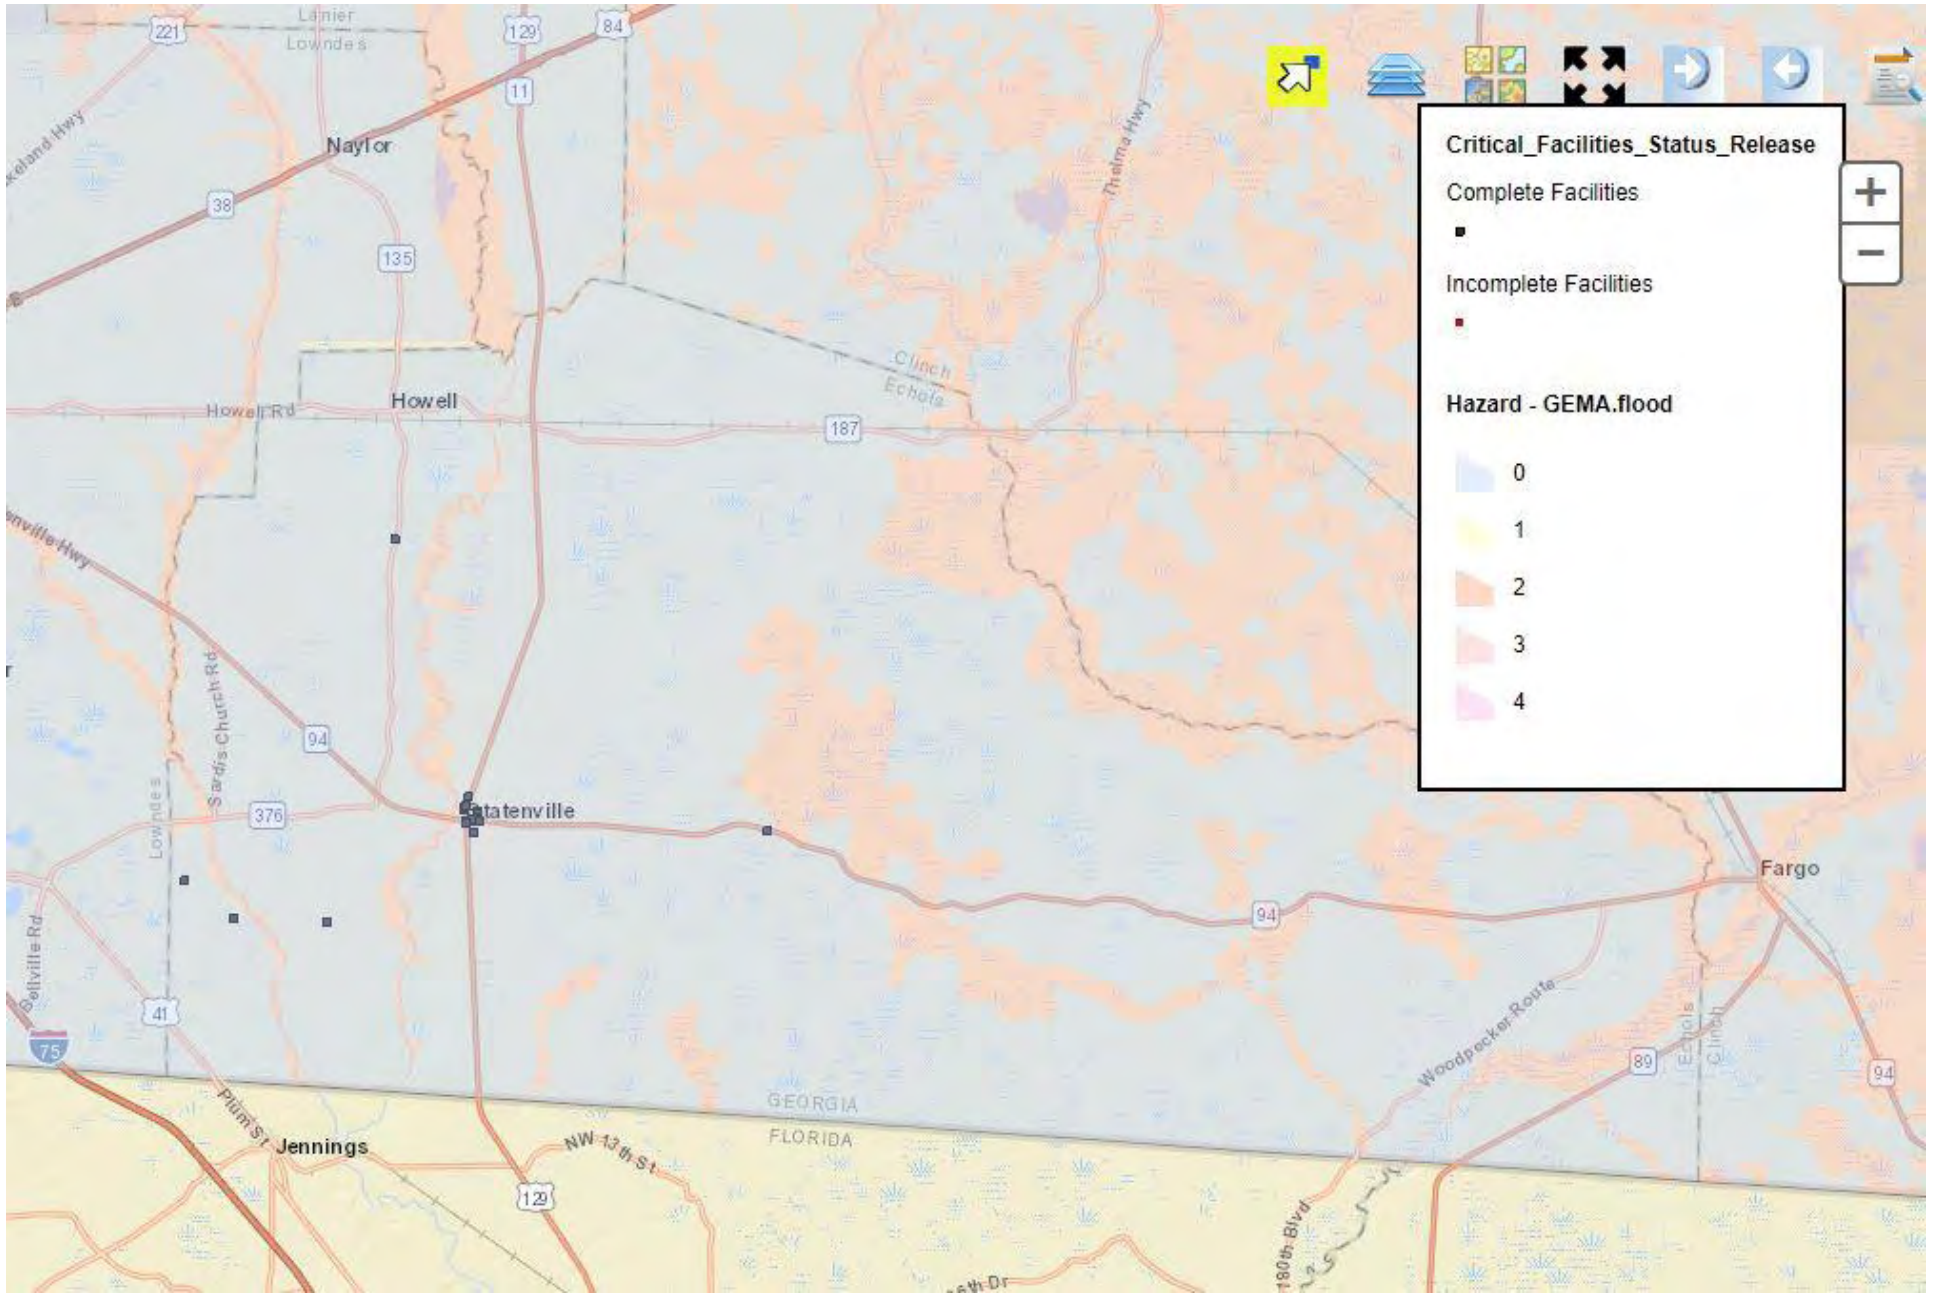 Lanier
Lowndes
221
129
84
11
Critical_Facilities_Status_Release
Complete Facilities
Incomplete Facilities
Hazard - GEMA.flood
0
1
2
3
4
+
−
Naylor
38
135
Thelma Hwy
Clinch
Echols
Howell Rd
Howell
187
94
Sardis Church Rd
Lowndes
376
Statenville
94
Fargo
Bellville Rd
41
75
Woodpecker Route
89
Echols
Clinch
94
GEORGIA
FLORIDA
Plum St
Jennings
NW 13th St
129
180th Blvd